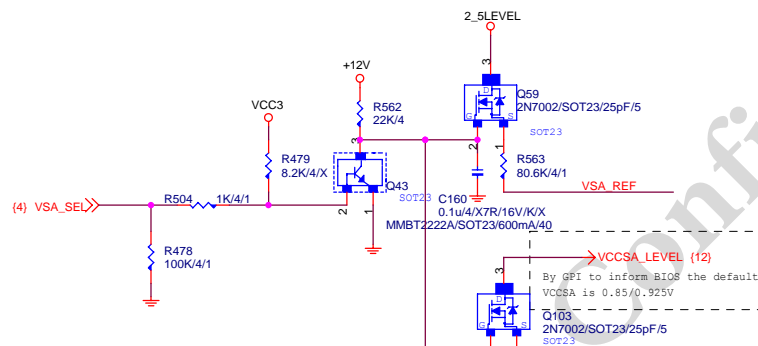 2_5LEVEL
+12V
VCC3
3
D
G
S
Q59
2N7002/SOT23/25pF/5
SOT23
R562
22K/4
3
2
1
R479
8.2K/4/X
R563
80.6K/4/1
Q43
SOT23
VSA_REF
{4} VSA_SEL
R504
1K/4/1
2
1
C160
0.1u/4/X7R/16V/K/X
MMBT2222A/SOT23/600mA/40
R478
100K/4/1
VCCSA_LEVEL {12}
3
By GPI to inform BIOS the default
VCCSA is 0.85/0.925V
D
G
S
Q103
2N7002/SOT23/25pF/5
SOT23
Confi